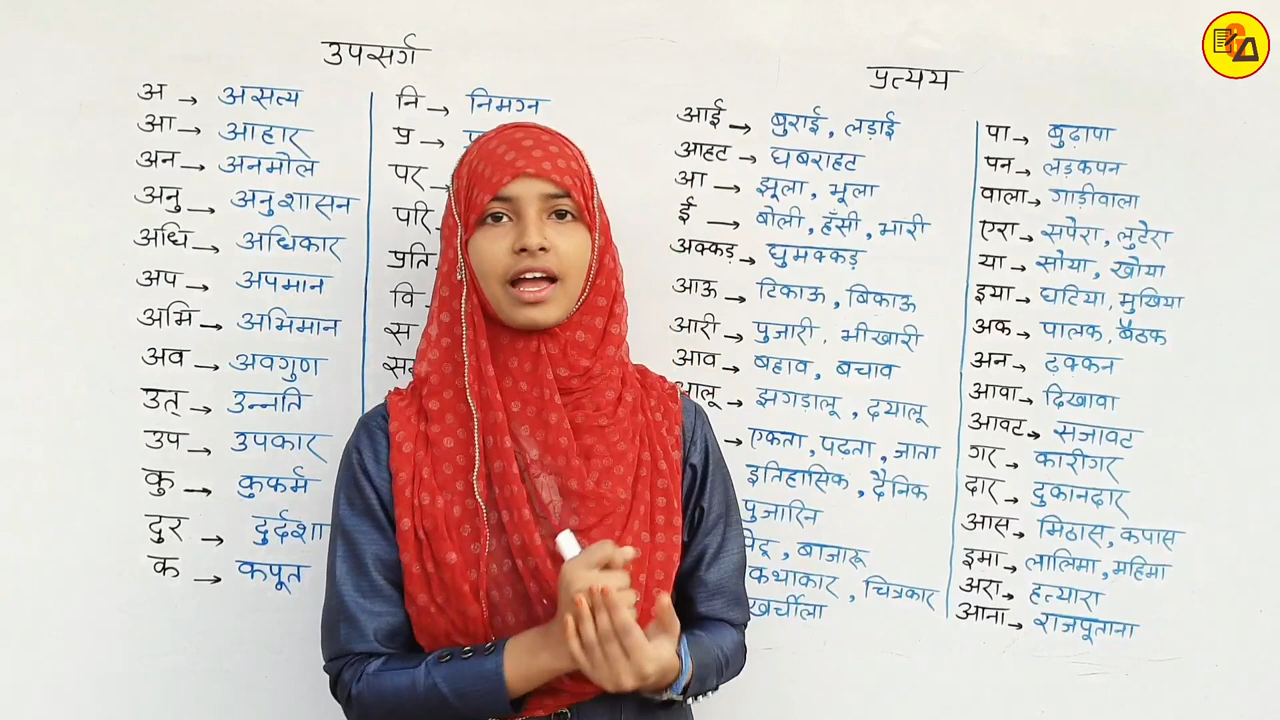 उपसर्ग
अ → असत्य
आ → आहार
अन → अनमोल
अनु → अनुशासन
अधि → अधिकार
अप → अपमान
अभि → अभिमान
अव → अवगुण
उत् → उन्नति
उप → उपकार
कु → कुकर्म
दुर → दुर्दशा
क → कपूत
नि → निमग्न
प्र →
पर →
परि
प्रति
वि
स
प्रत्यय
आई → बुराई, लड़ाई
आहट → घबराहट
आ → झूला, भूला
ई → बोली, हँसी, भारी
अक्कड़ → घुमक्कड़
आऊ → टिकाऊ, बिकाऊ
आरी → पुजारी, भीखारी
आव → बहाव, बचाव
आलू → झगड़ालू, दयालू
→ एकता, पढ़ता, जाता
इतिहासिक, दैनिक
पुजारिन
पेटू, बाजारू
कथाकार, चित्रकार
खर्चीला
पा → बुढ़ापा
पन → लड़कपन
वाला → गाड़ीवाला
एरा → सपेरा, लुटेरा
या → सोया, खोया
इया → घटिया, मुखिया
अक → पालक, बैठक
अन → ढक्कन
आवा → दिखावा
आवट → सजावट
गर → कारीगर
दार → दुकानदार
आस → मिठास, कपास
इमा → लालिमा, महिमा
अरा → हत्यारा
आना → राजपूताना